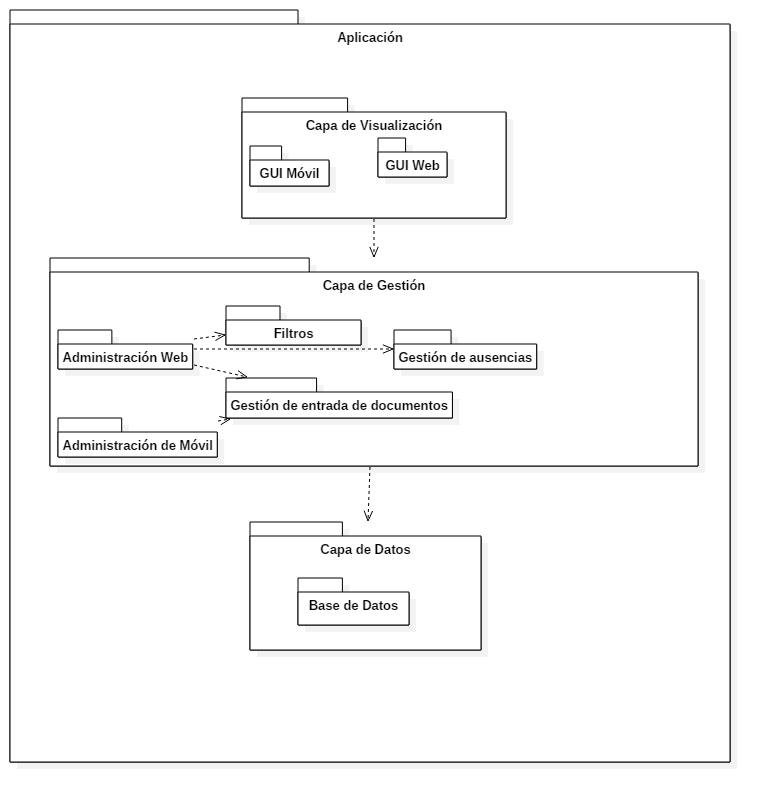 Aplicación
Capa de Visualización
GUI Móvil
GUI Web
Capa de Gestión
Filtros
Administración Web
Gestión de ausencias
Gestión de entrada de documentos
Administración de Móvil
Capa de Datos
Base de Datos